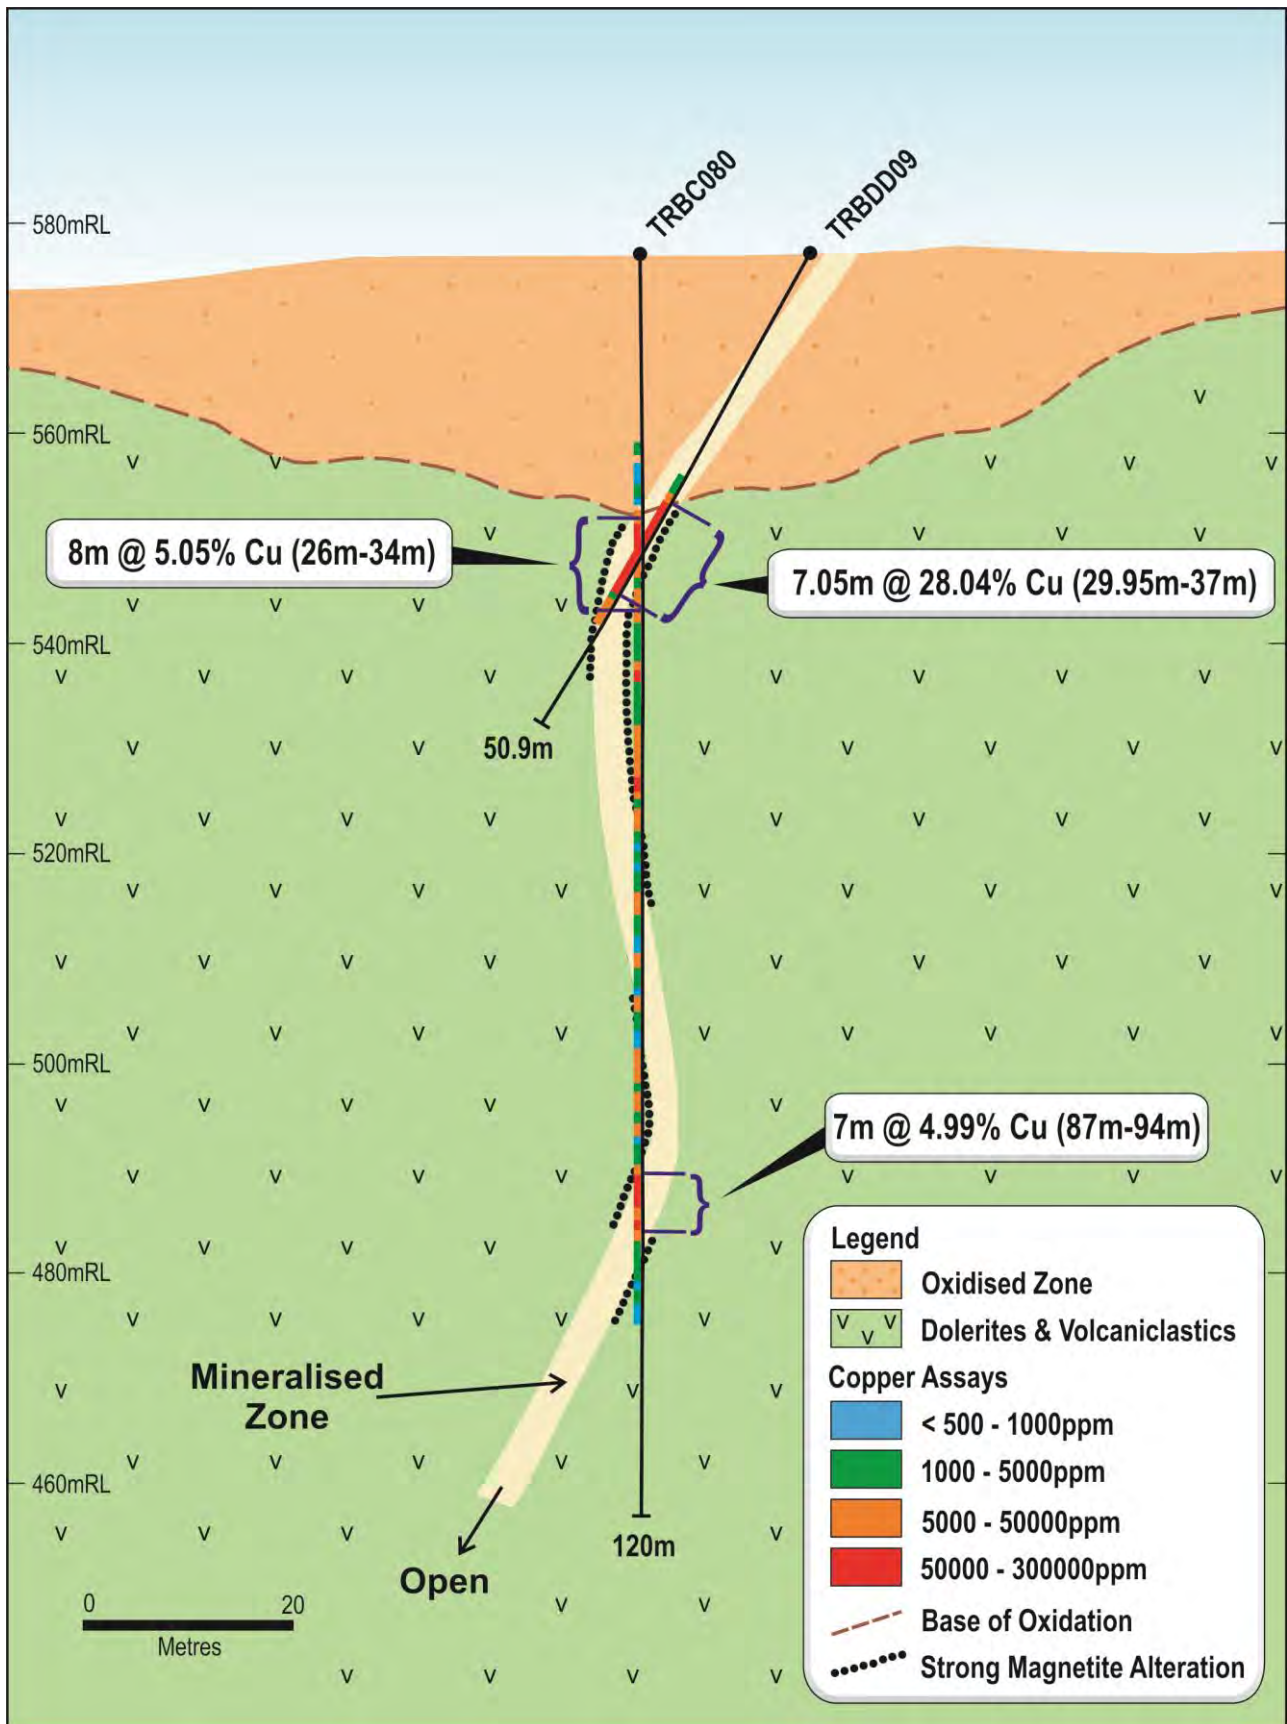 TRBC080
TRBDD09
580mRL
560mRL
8m @ 5.05% Cu (26m-34m)
7.05m @ 28.04% Cu (29.95m-37m)
540mRL
50.9m
520mRL
500mRL
7m @ 4.99% Cu (87m-94m)
480mRL
Mineralised
Zone
460mRL
120m
Open
0 20
Metres
Legend
Oxidised Zone
Dolerites & Volcaniclastics
Copper Assays
< 500 - 1000ppm
1000 - 5000ppm
5000 - 50000ppm
50000 - 300000ppm
Base of Oxidation
Strong Magnetite Alteration